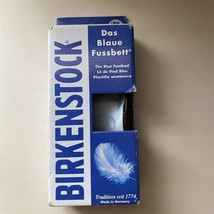 BIRKENSTOCK®
Das
Blaue
Fussbett®
The Blue Footbed
Lit de Pied Bleu
Plantilla anatomica
Tradition seit 1774
Made in Germany